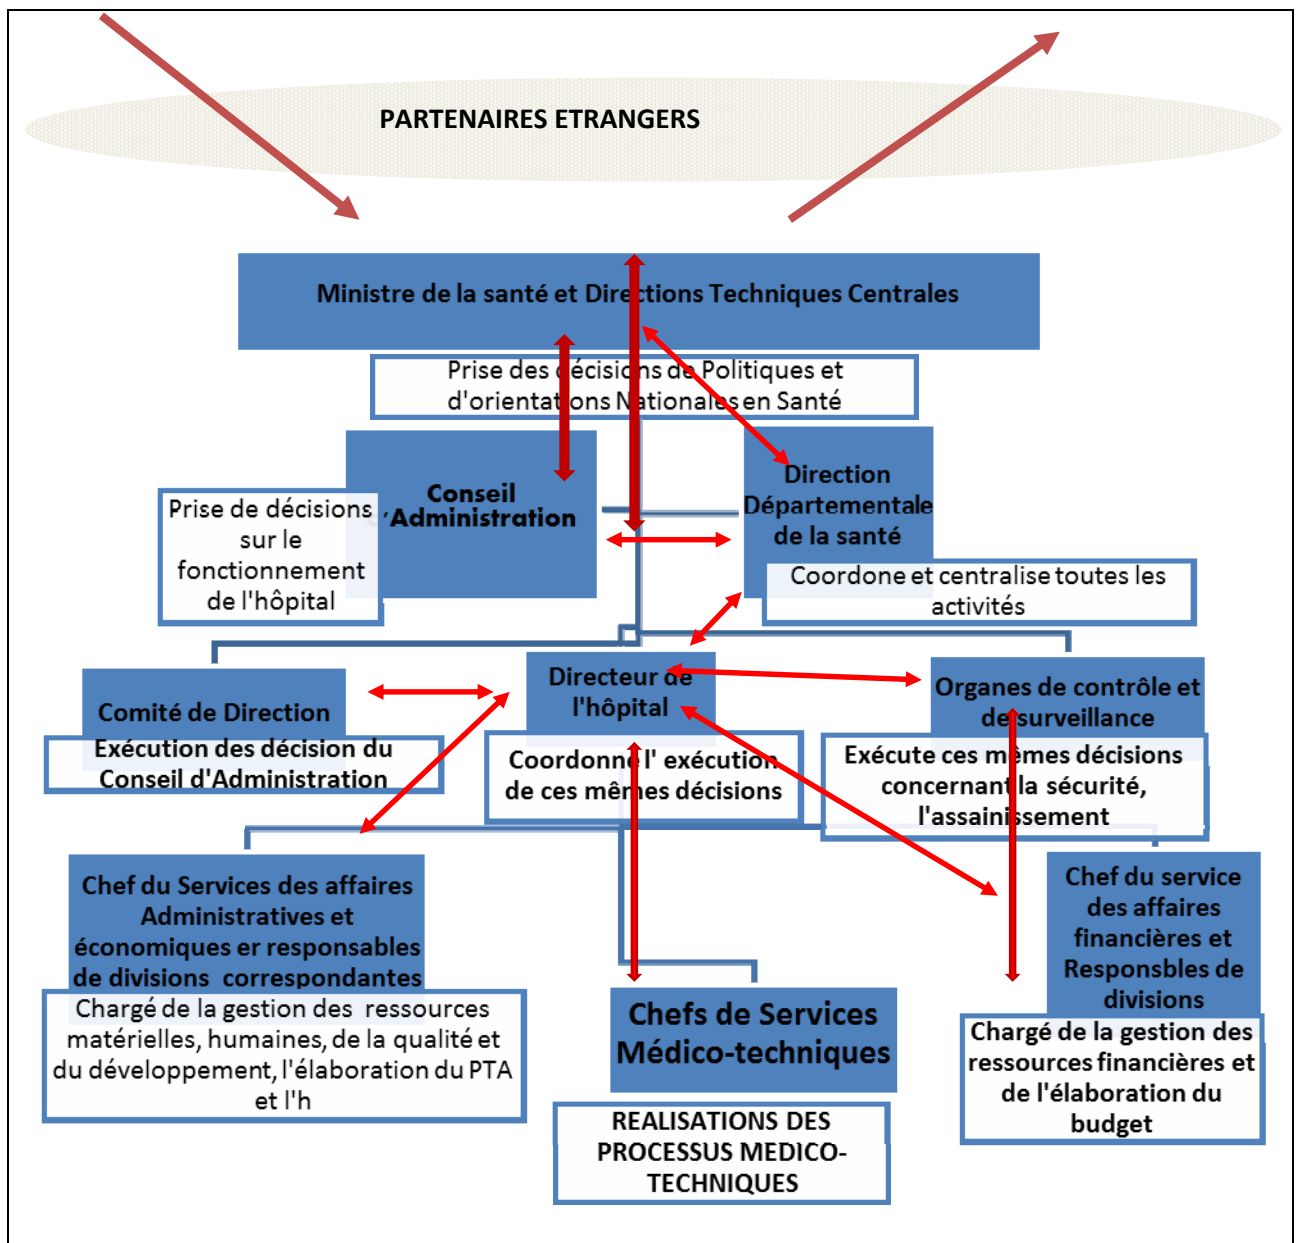 PARTENAIRES ETRANGERS
Ministre de la santé et Directions Techniques Centrales
Prise des décisions de Politiques et
d'orientations Nationales en Santé
Conseil
d'Administration
Prise de décisions
sur le
fonctionnement
de l'hôpital
Direction
Départementale
de la santé
Coordone et centralise toutes les
activités
Comité de Direction
Exécution des décision du
Conseil d'Administration
Directeur de
l'hôpital
Coordonne l' exécution
de ces mêmes décisions
Organes de contrôle et
de surveillance
Exécute ces mêmes décisions
concernant la sécurité,
l'assainissement
Chef du Services des affaires
Administratives et
économiques er responsables
de divisions correspondantes
Chargé de la gestion des ressources
matérielles, humaines, de la qualité et
du développement, l'élaboration du PTA
et l'h
Chefs de Services
Médico-techniques
REALISATIONS DES
PROCESSUS MEDICO-
TECHNIQUES
Chef du service
des affaires
financières et
Responsbles de
divisions
Chargé de la gestion des
ressources financières et
de l'élaboration du
budget